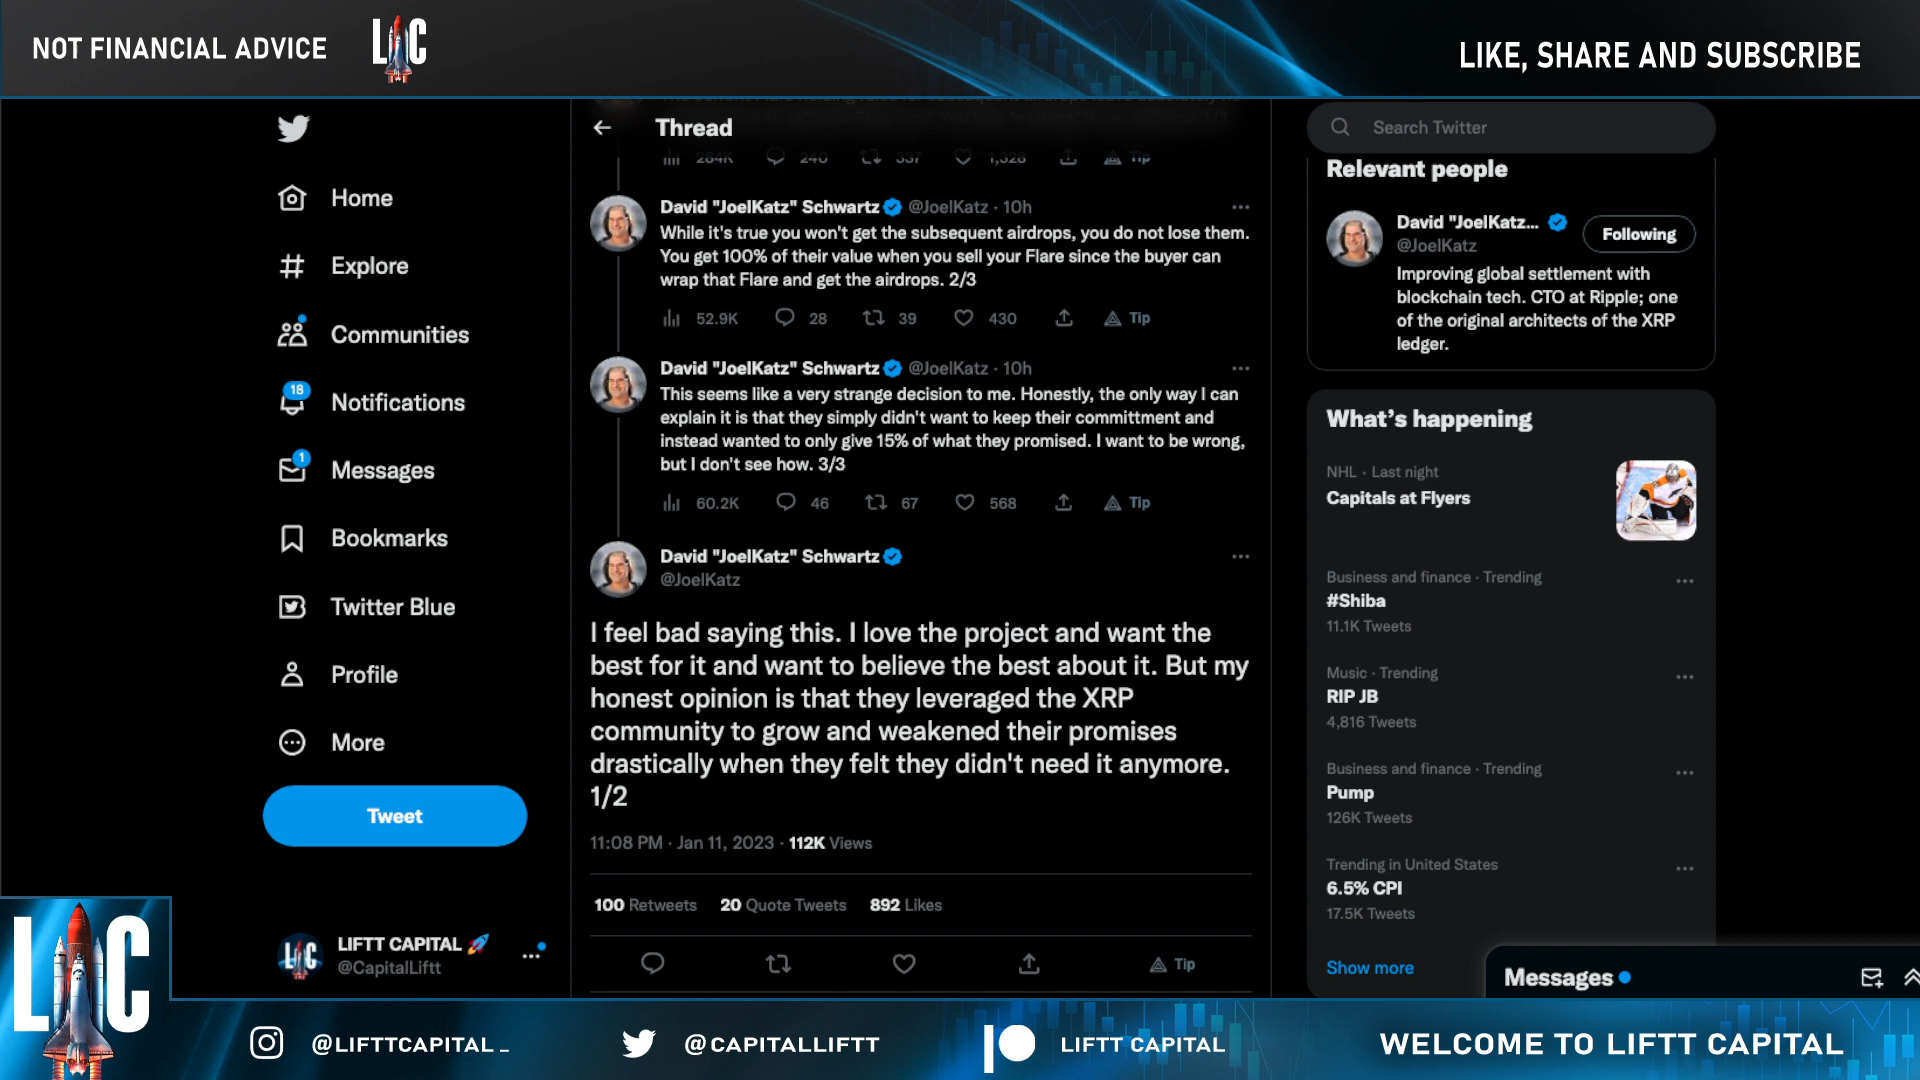 NOT FINANCIAL ADVICE
LC
LIKE, SHARE AND SUBSCRIBE
Home
Explore
Communities
18
Notifications
1
Messages
Bookmarks
Twitter Blue
Profile
More
Tweet
LIFTT CAPITAL 🚀
@CapitalLiftt
Thread
284K 240 337 1,328 Tip
David "JoelKatz" Schwartz @JoelKatz · 10h
While it's true you won't get the subsequent airdrops, you do not lose them.
You get 100% of their value when you sell your Flare since the buyer can
wrap that Flare and get the airdrops. 2/3
52.9K 28 39 430 Tip
David "JoelKatz" Schwartz @JoelKatz · 10h
This seems like a very strange decision to me. Honestly, the only way I can
explain it is that they simply didn't want to keep their committment and
instead wanted to only give 15% of what they promised. I want to be wrong,
but I don't see how. 3/3
60.2K 46 67 568 Tip
David "JoelKatz" Schwartz
@JoelKatz
I feel bad saying this. I love the project and want the
best for it and want to believe the best about it. But my
honest opinion is that they leveraged the XRP
community to grow and weakened their promises
drastically when they felt they didn't need it anymore.
1/2
11:08 PM · Jan 11, 2023 · 112K Views
100 Retweets 20 Quote Tweets 892 Likes
Tip
Search Twitter
Relevant people
David "JoelKatz...
@JoelKatz
Following
Improving global settlement with
blockchain tech. CTO at Ripple; one
of the original architects of the XRP
ledger.
What's happening
NHL · Last night
Capitals at Flyers
Business and finance · Trending
#Shiba
11.1K Tweets
Music · Trending
RIP JB
4,816 Tweets
Business and finance · Trending
Pump
126K Tweets
Trending in United States
6.5% CPI
17.5K Tweets
Show more
Messages
LC
@LIFTTCAPITAL_
@CAPITALLIFTT
LIFTT CAPITAL
WELCOME TO LIFTT CAPITAL